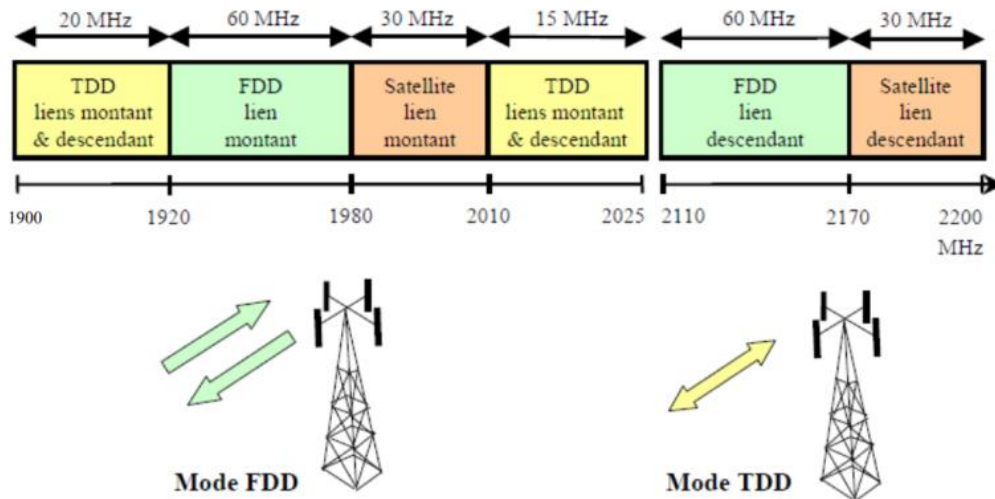 20 MHz 60 MHz 30 MHz 15 MHz 60 MHz 30 MHz
TDD
liens montant
& descendant
FDD
lien
montant
Satellite
lien
montant
TDD
liens montant
& descendant
FDD
lien
descendant
Satellite
lien
descendant
1900 1920 1980 2010 2025 2110 2170 2200
MHz
Mode FDD
Mode TDD